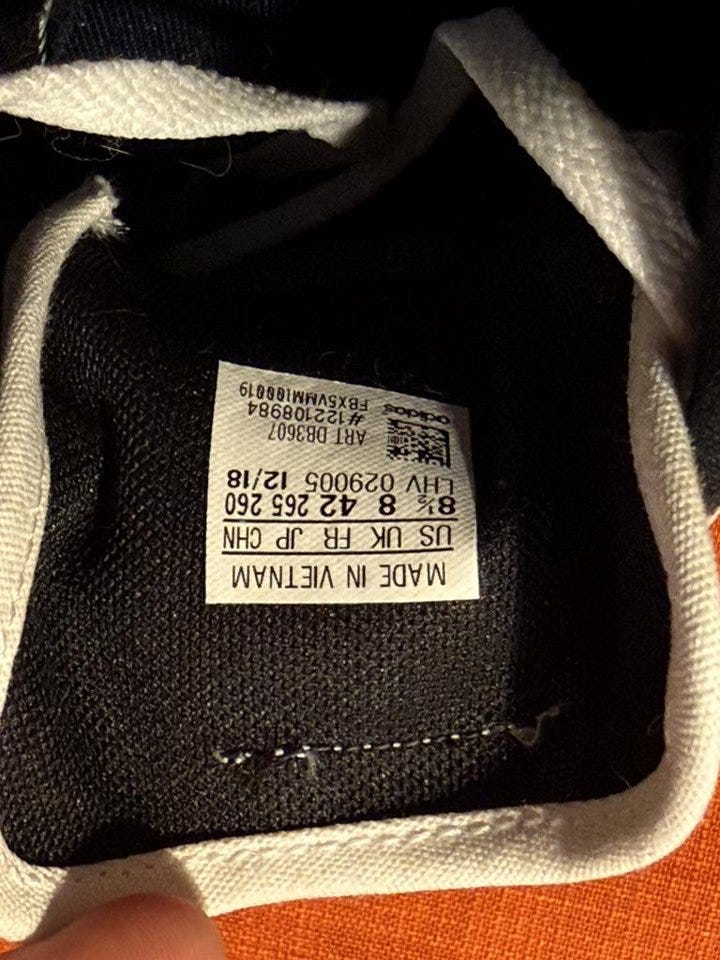 MADE IN VIETNAM
US UK FR JP CHN
8½ 8 42 265 260
LHV 029005 12/18
ART DB3607
#122108984
FBX5VMMI00019
adidas